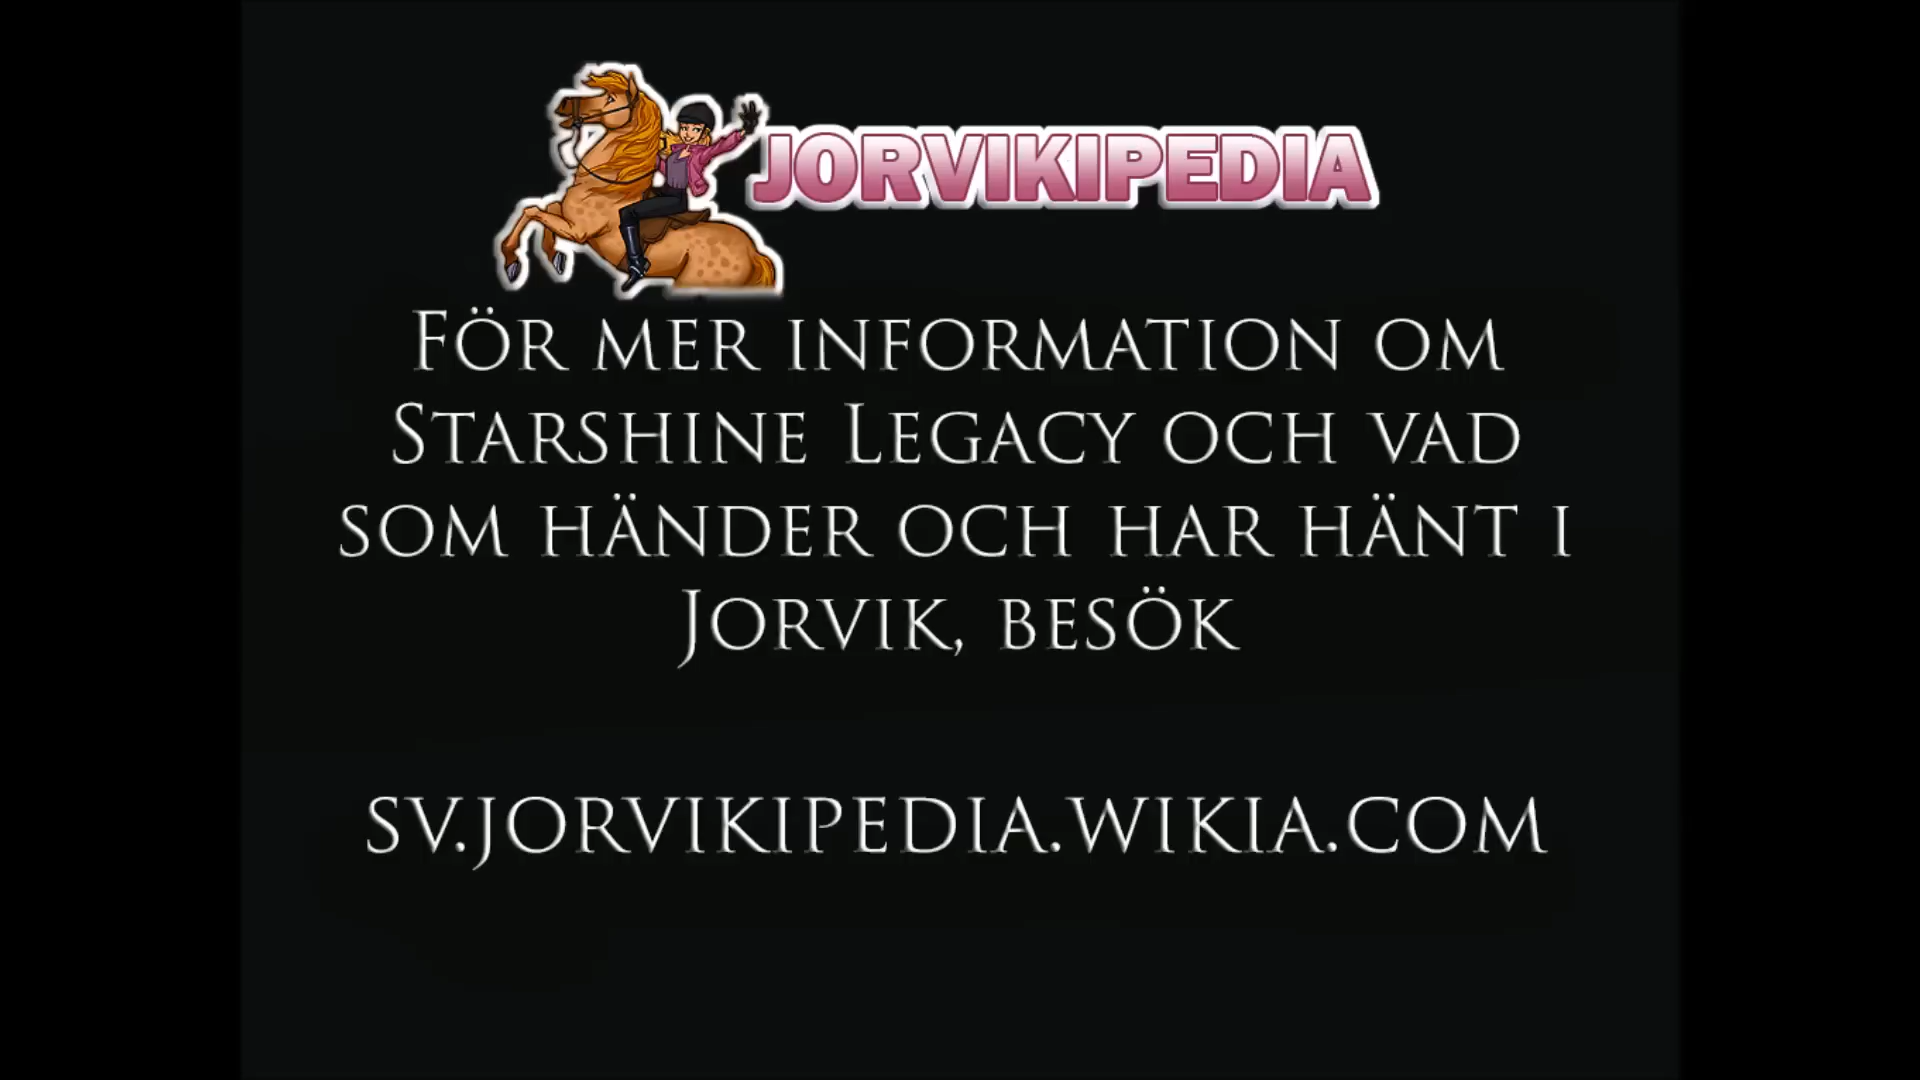 JORVIKIPEDIA
För mer information om
Starshine Legacy och vad
som händer och har hänt i
Jorvik, besök
sv.jorvikipedia.wikia.com